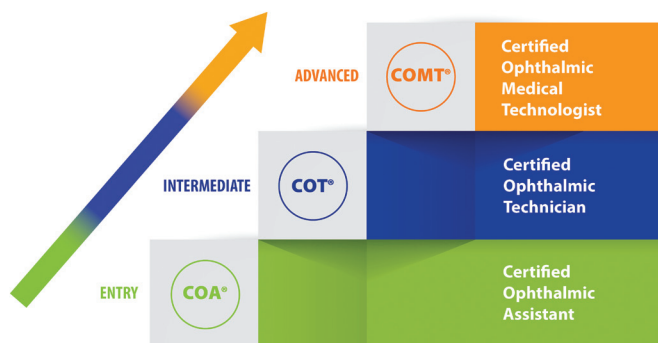 ADVANCED
COMT®
Certified
Ophthalmic
Medical
Technologist
INTERMEDIATE
COT®
Certified
Ophthalmic
Technician
ENTRY
COA®
Certified
Ophthalmic
Assistant